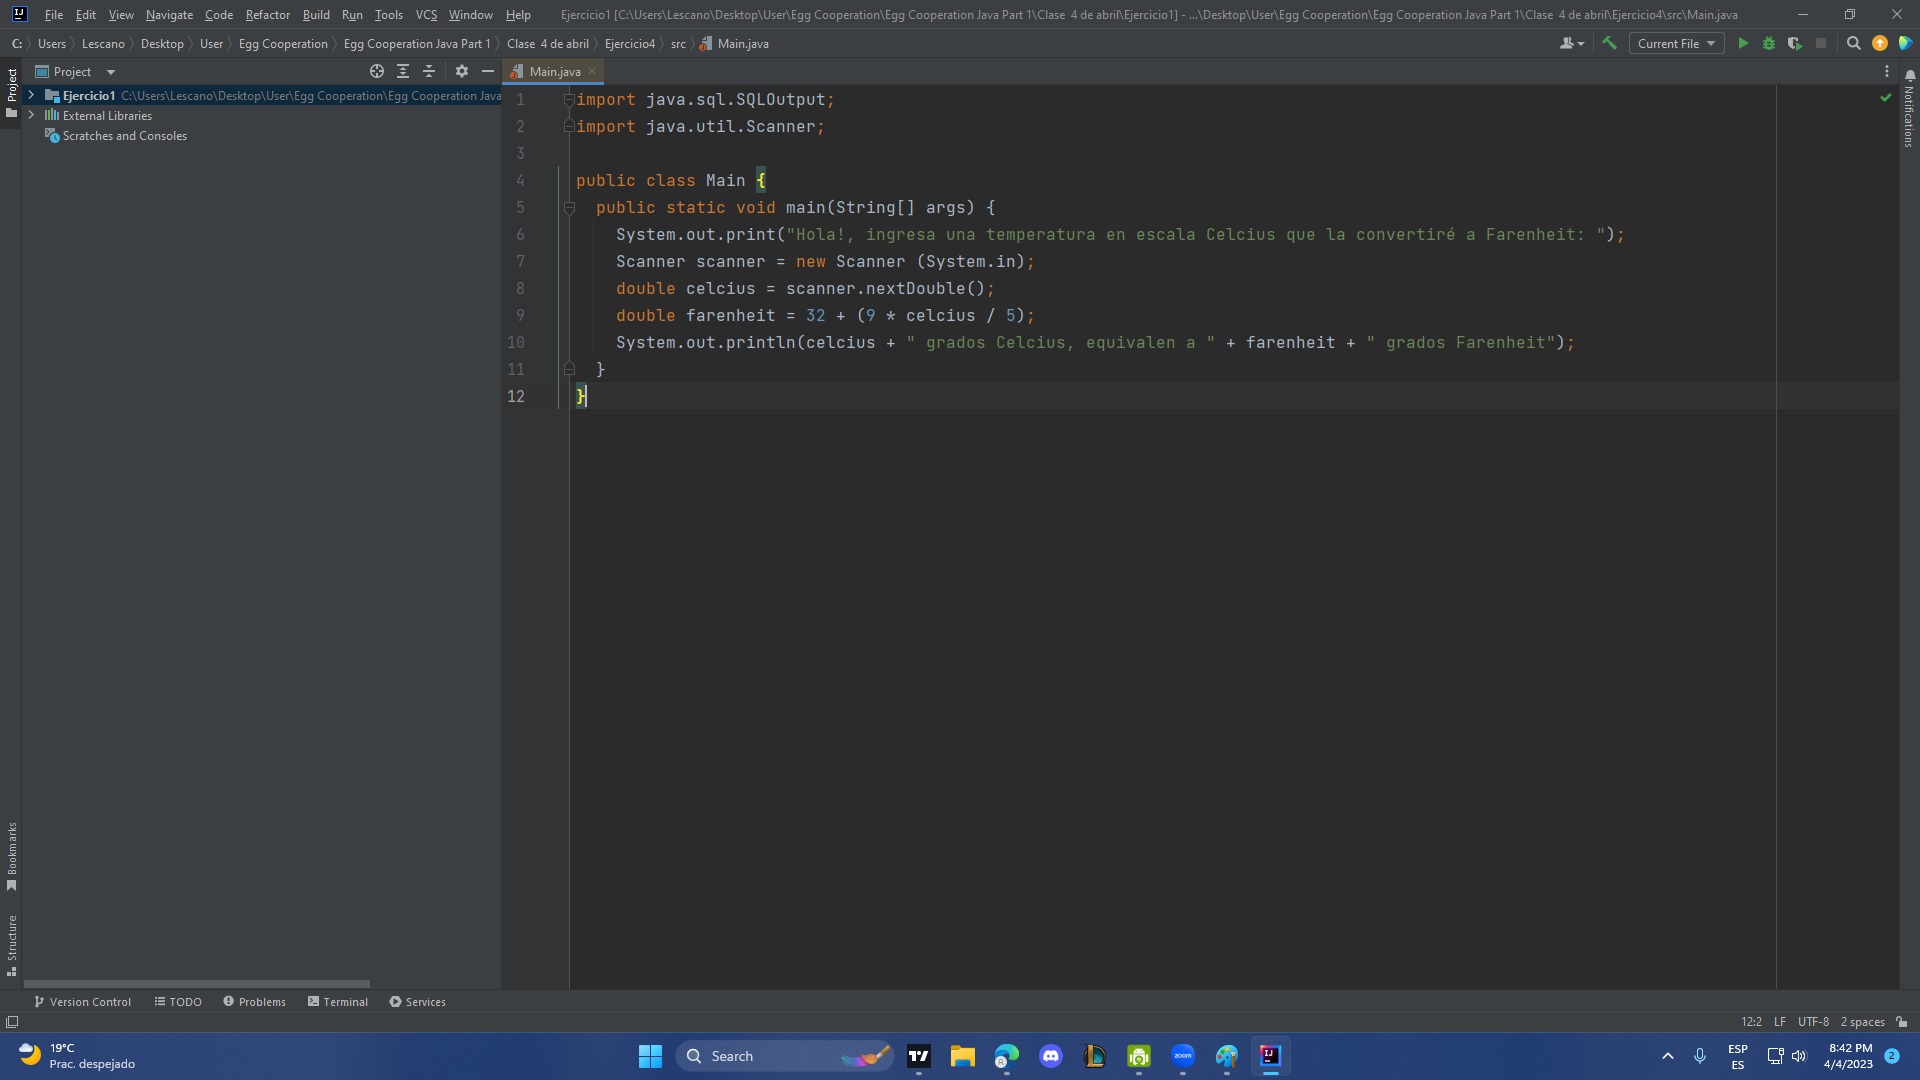 File Edit View Navigate Code Refactor Build Run Tools VCS Window Help Ejercicio1 [C:\Users\Lescano\Desktop\User\Egg Cooperation\Egg Cooperation Java Part 1\Clase 4 de abril\Ejercicio1] - ...\Desktop\User\Egg Cooperation\Egg Cooperation Java Part 1\Clase 4 de abril\Ejercicio4\src\Main.java
C: Users Lescano Desktop User Egg Cooperation Egg Cooperation Java Part 1 Clase 4 de abril Ejercicio4 src Main.java Current File
Project
Project
Main.java
Ejercicio1 C:\Users\Lescano\Desktop\User\Egg Cooperation\Egg Cooperation Java
External Libraries
Scratches and Consoles
Notifications
1 import java.sql.SQLOutput;
2 import java.util.Scanner;
3
4 public class Main {
5 public static void main(String[] args) {
6 System.out.print("Hola!, ingresa una temperatura en escala Celcius que la convertiré a Farenheit: ");
7 Scanner scanner = new Scanner (System.in);
8 double celcius = scanner.nextDouble();
9 double farenheit = 32 + (9 * celcius / 5);
10 System.out.println(celcius + " grados Celcius, equivalen a " + farenheit + " grados Farenheit");
11 }
12 }
Bookmarks
Structure
Version Control TODO Problems Terminal Services
12:2 LF UTF-8 2 spaces
19°C
Prac. despejado
Search
zoom
ESP
ES
8:42 PM
4/4/2023
2